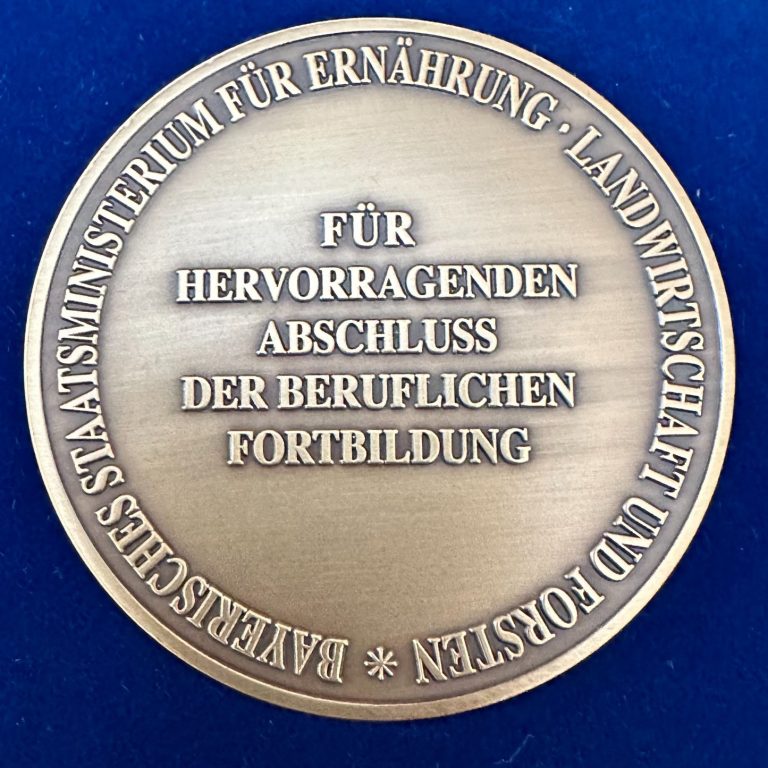 BAYERISCHES STAATSMINISTERIUM FÜR ERNÄHRUNG · LANDWIRTSCHAFT UND FORSTEN *
FÜR
HERVORRAGENDEN
ABSCHLUSS
DER BERUFLICHEN
FORTBILDUNG